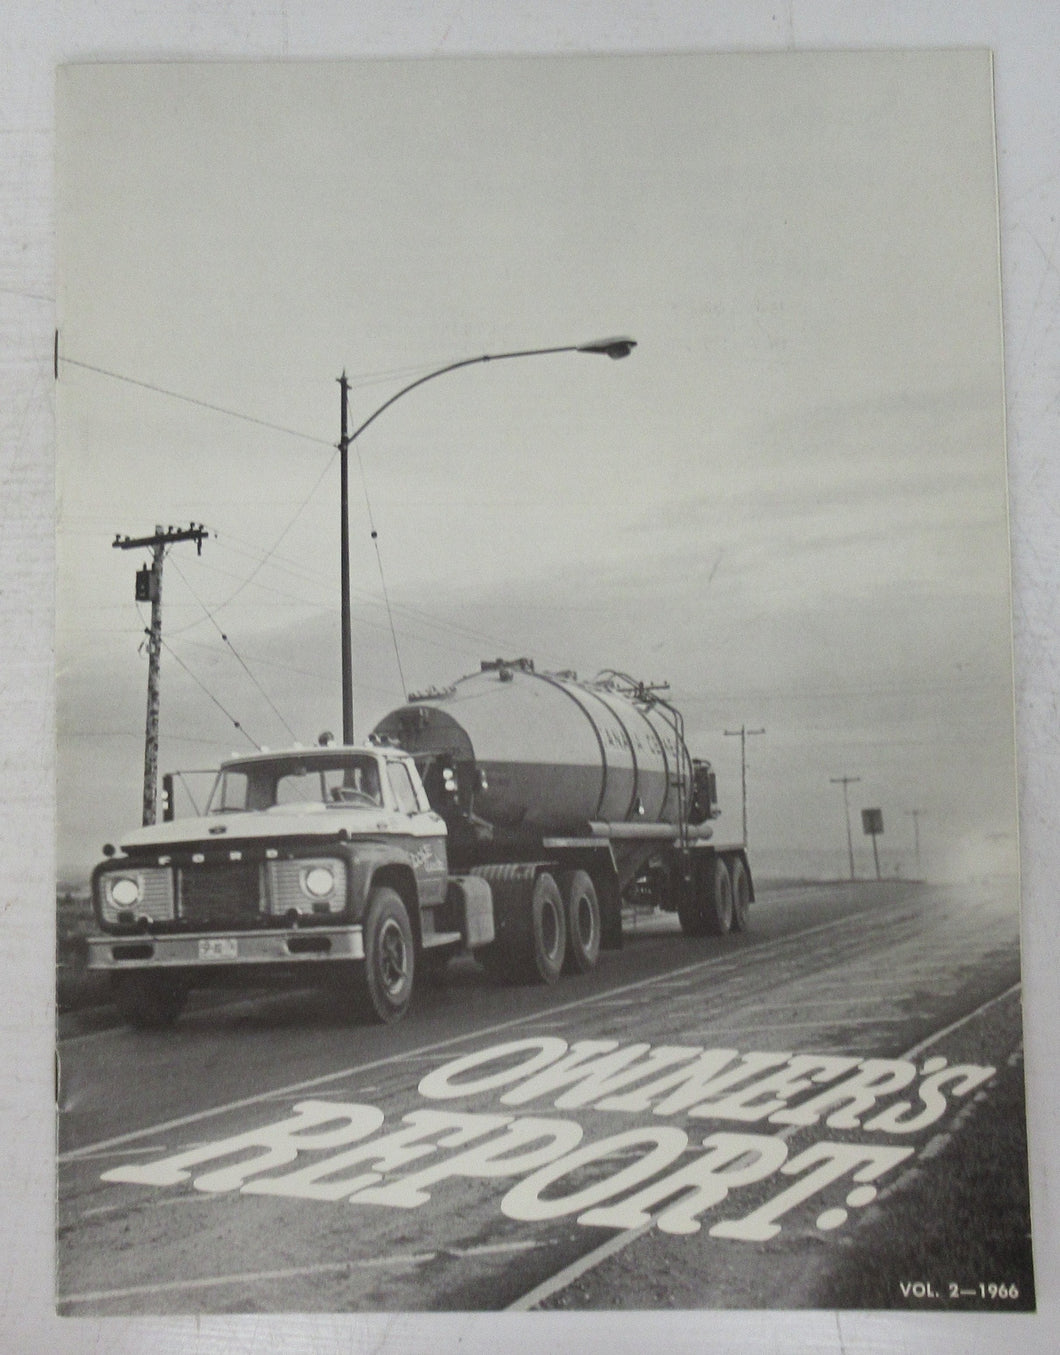 FORD
OWNER'S
REPORT:
VOL. 2—1966